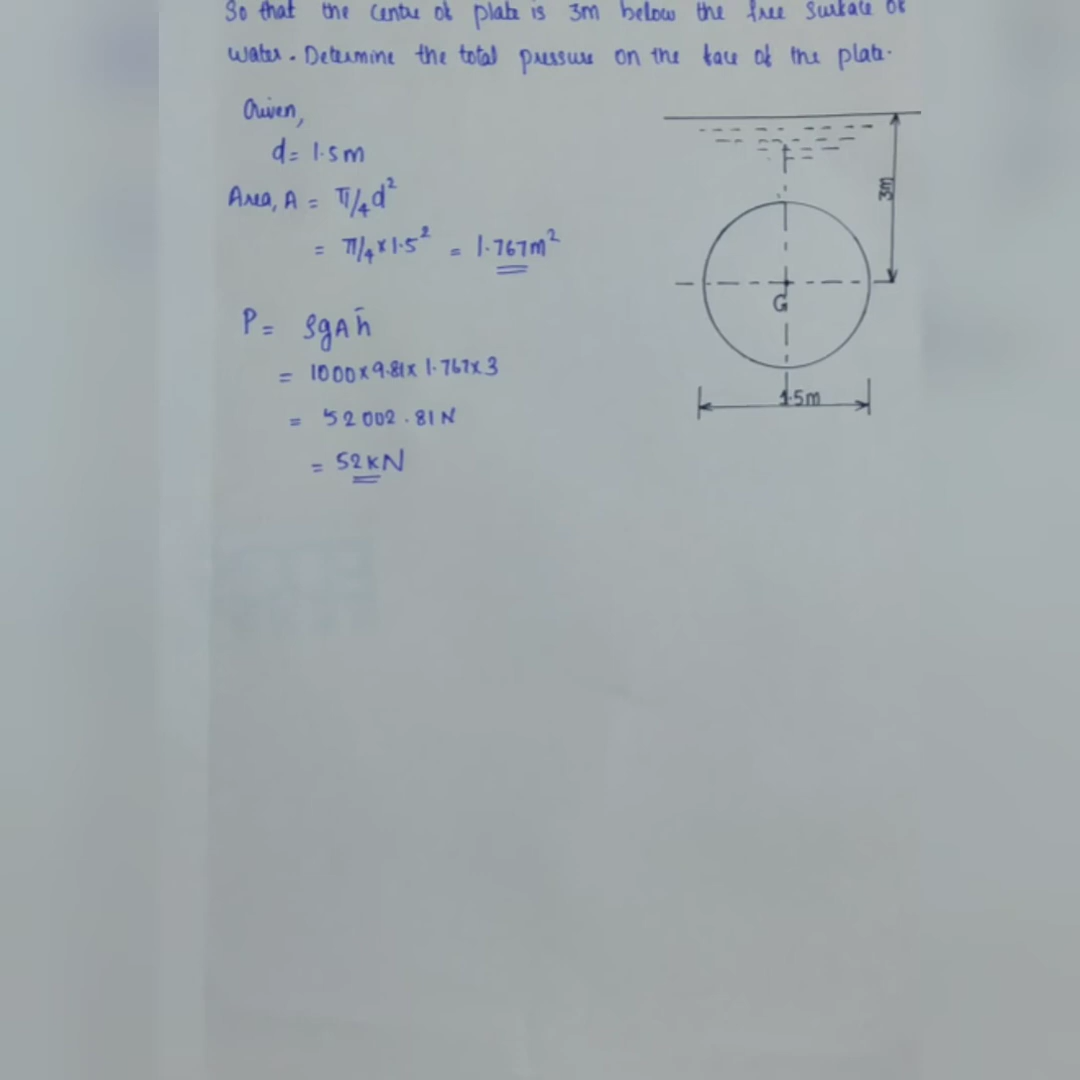 So that the centre of plate is 3m below the free surface of
water. Determine the total pressure on the face of the plate.
Given,
d = 1.5m
Area, A = π/4 d²
= π/4 × 1.5² = 1.767m²
P = ρgAh̄
= 1000×9.81×1.767×3
= 52002.81N
= 52KN
3m
G
1.5m